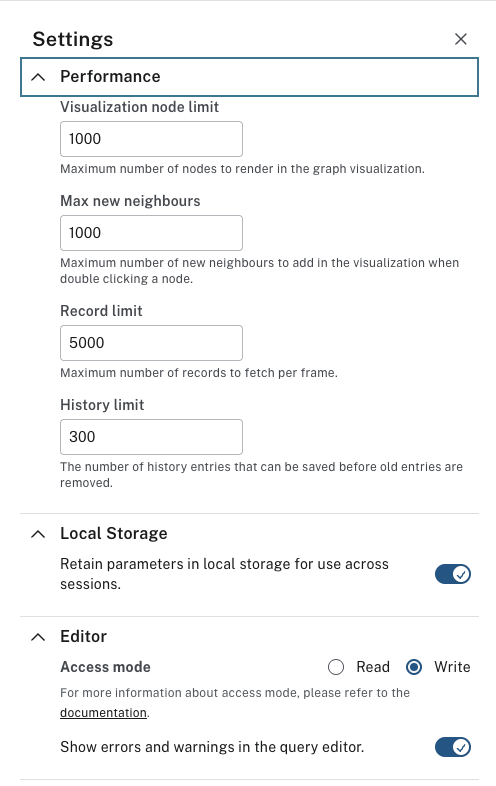 Settings
Performance
Visualization node limit
1000
Maximum number of nodes to render in the graph visualization.
Max new neighbours
1000
Maximum number of new neighbours to add in the visualization when
double clicking a node.
Record limit
5000
Maximum number of records to fetch per frame.
History limit
300
The number of history entries that can be saved before old entries are
removed.
Local Storage
Retain parameters in local storage for use across
sessions.
Editor
Access mode Read Write
For more information about access mode, please refer to the
documentation.
Show errors and warnings in the query editor.